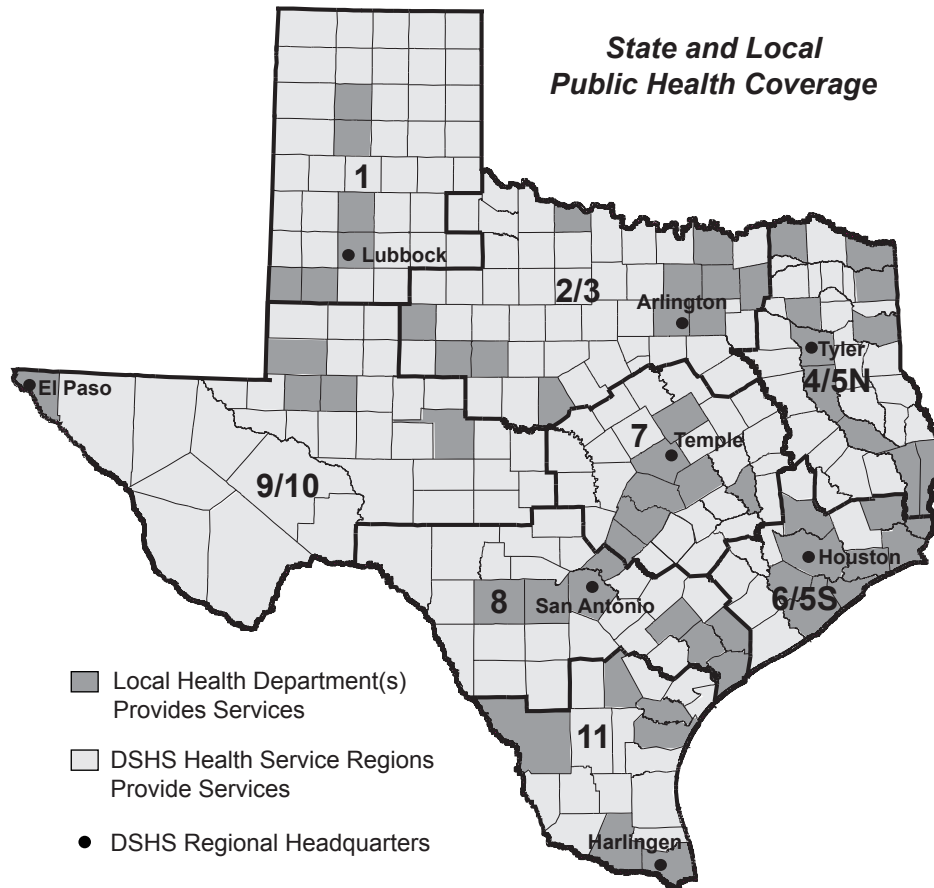 State and Local
Public Health Coverage
1
Lubbock
2/3
Arlington
Tyler
4/5N
El Paso
7
Temple
9/10
Houston
8
San Antonio
6/5S
Local Health Department(s)
Provides Services
11
DSHS Health Service Regions
Provide Services
DSHS Regional Headquarters
Harlingen